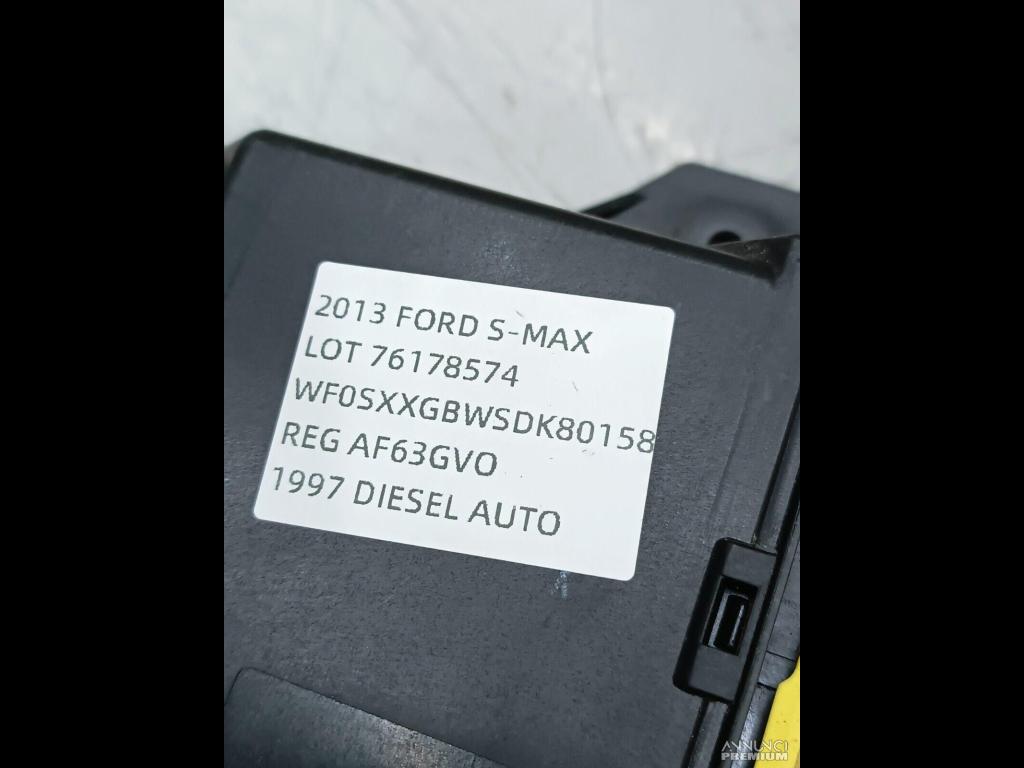 2013 FORD S-MAX
LOT 76178574
WF0SXXGBWSDK80158
REG AF63GVO
1997 DIESEL AUTO
ANNUNCI
PREMIUM